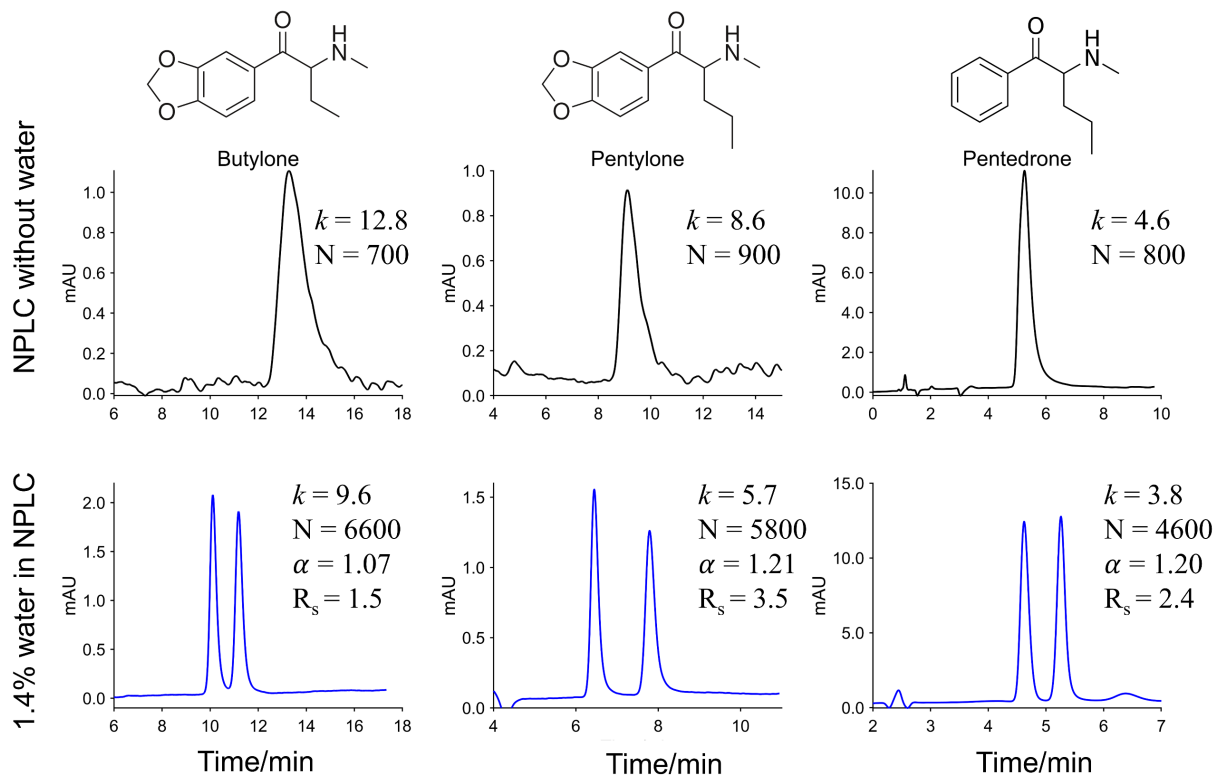 O
H
N
O
O
Butylone
O
H
N
O
O
Pentylone
O
H
N
Pentedrone
NPLC without water
mAU
1.0
0.8
0.6
0.4
0.2
0.0
6 8 10 12 14 16 18
k = 12.8
N = 700
mAU
1.0
0.8
0.6
0.4
0.2
0.0
4 6 8 10 12 14
k = 8.6
N = 900
mAU
10.0
8.0
6.0
4.0
2.0
0.0
0 2 4 6 8 10
k = 4.6
N = 800
1.4% water in NPLC
mAU
2.0
1.5
1.0
0.5
0.0
6 8 10 12 14 16 18
k = 9.6
N = 6600
α = 1.07
Rs = 1.5
Time/min
mAU
1.5
1.0
0.5
0.0
4 6 8 10
k = 5.7
N = 5800
α = 1.21
Rs = 3.5
Time/min
mAU
15.0
10.0
5.0
0.0
2 3 4 5 6 7
k = 3.8
N = 4600
α = 1.20
Rs = 2.4
Time/min